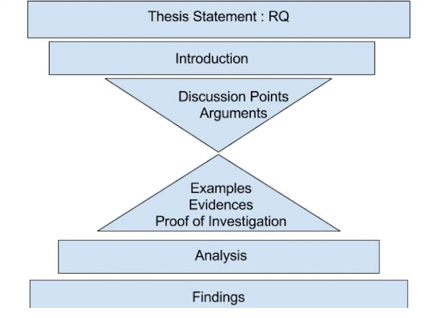 Thesis Statement : RQ
Introduction
Discussion Points
Arguments
Examples
Evidences
Proof of Investigation
Analysis
Findings